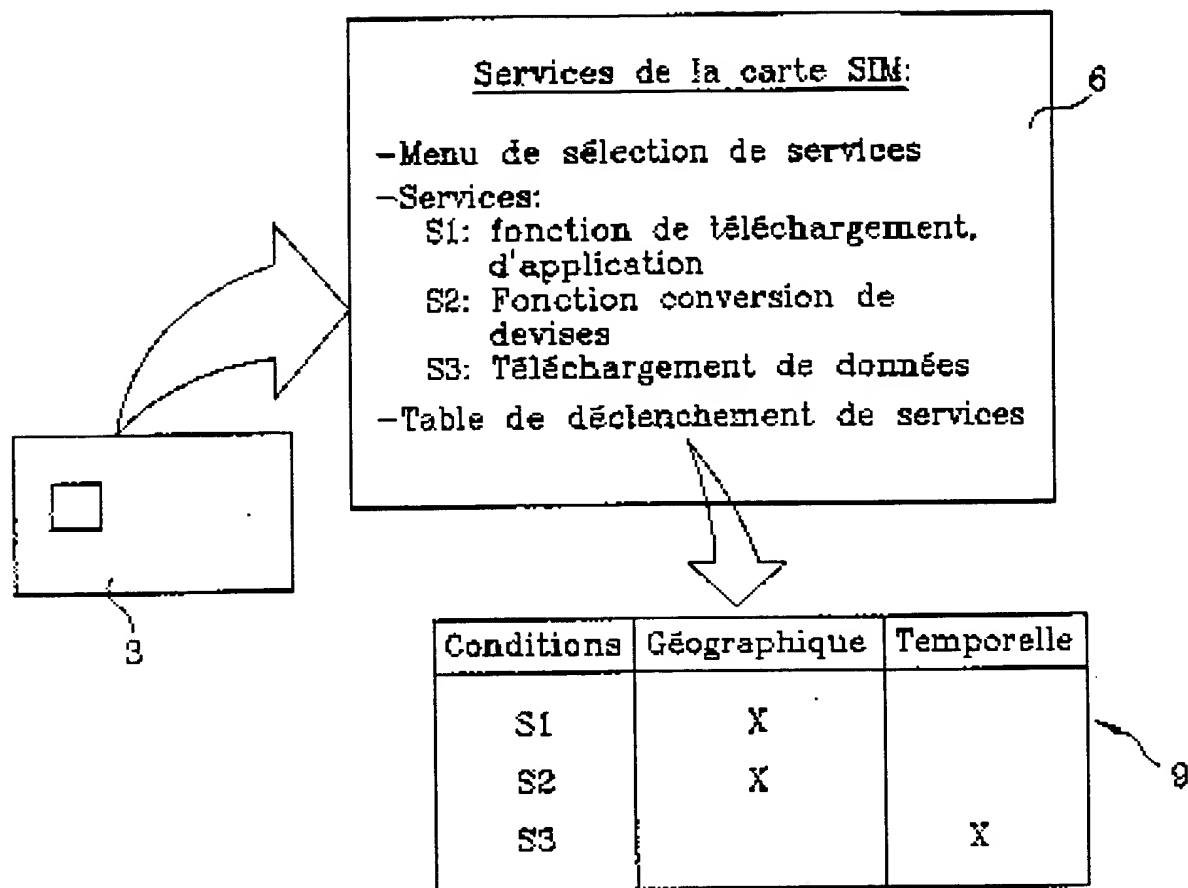 Services de la carte SIM:
6
-Menu de sélection de services
-Services:
S1: fonction de téléchargement,
d'application
S2: Fonction conversion de
devises
S3: Téléchargement de données
-Table de déclenchement de services
3
Conditions Géographique Temporelle
S1 X
S2 X
S3 X
9